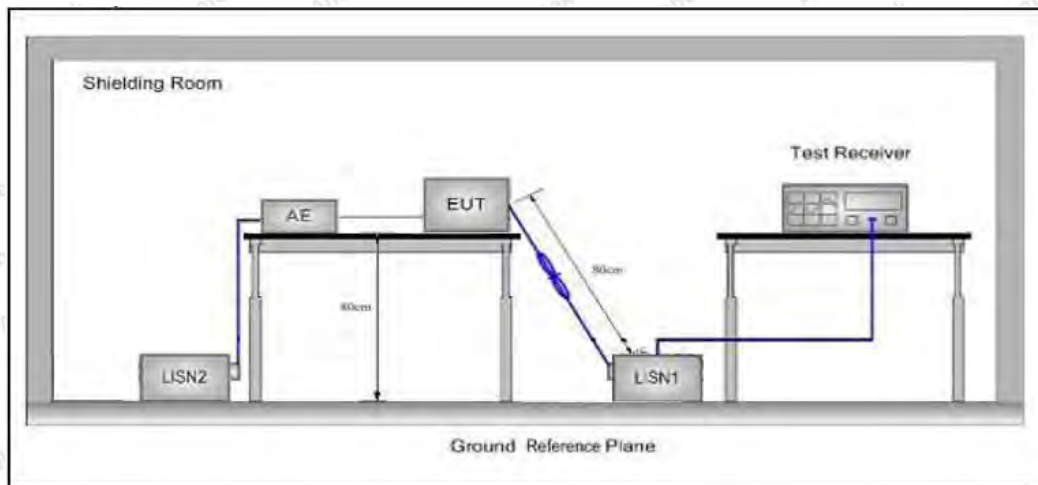 Shielding Room
Test Receiver
AE
EUT
80cm
80cm
LISN2
LISN1
Ground Reference Plane